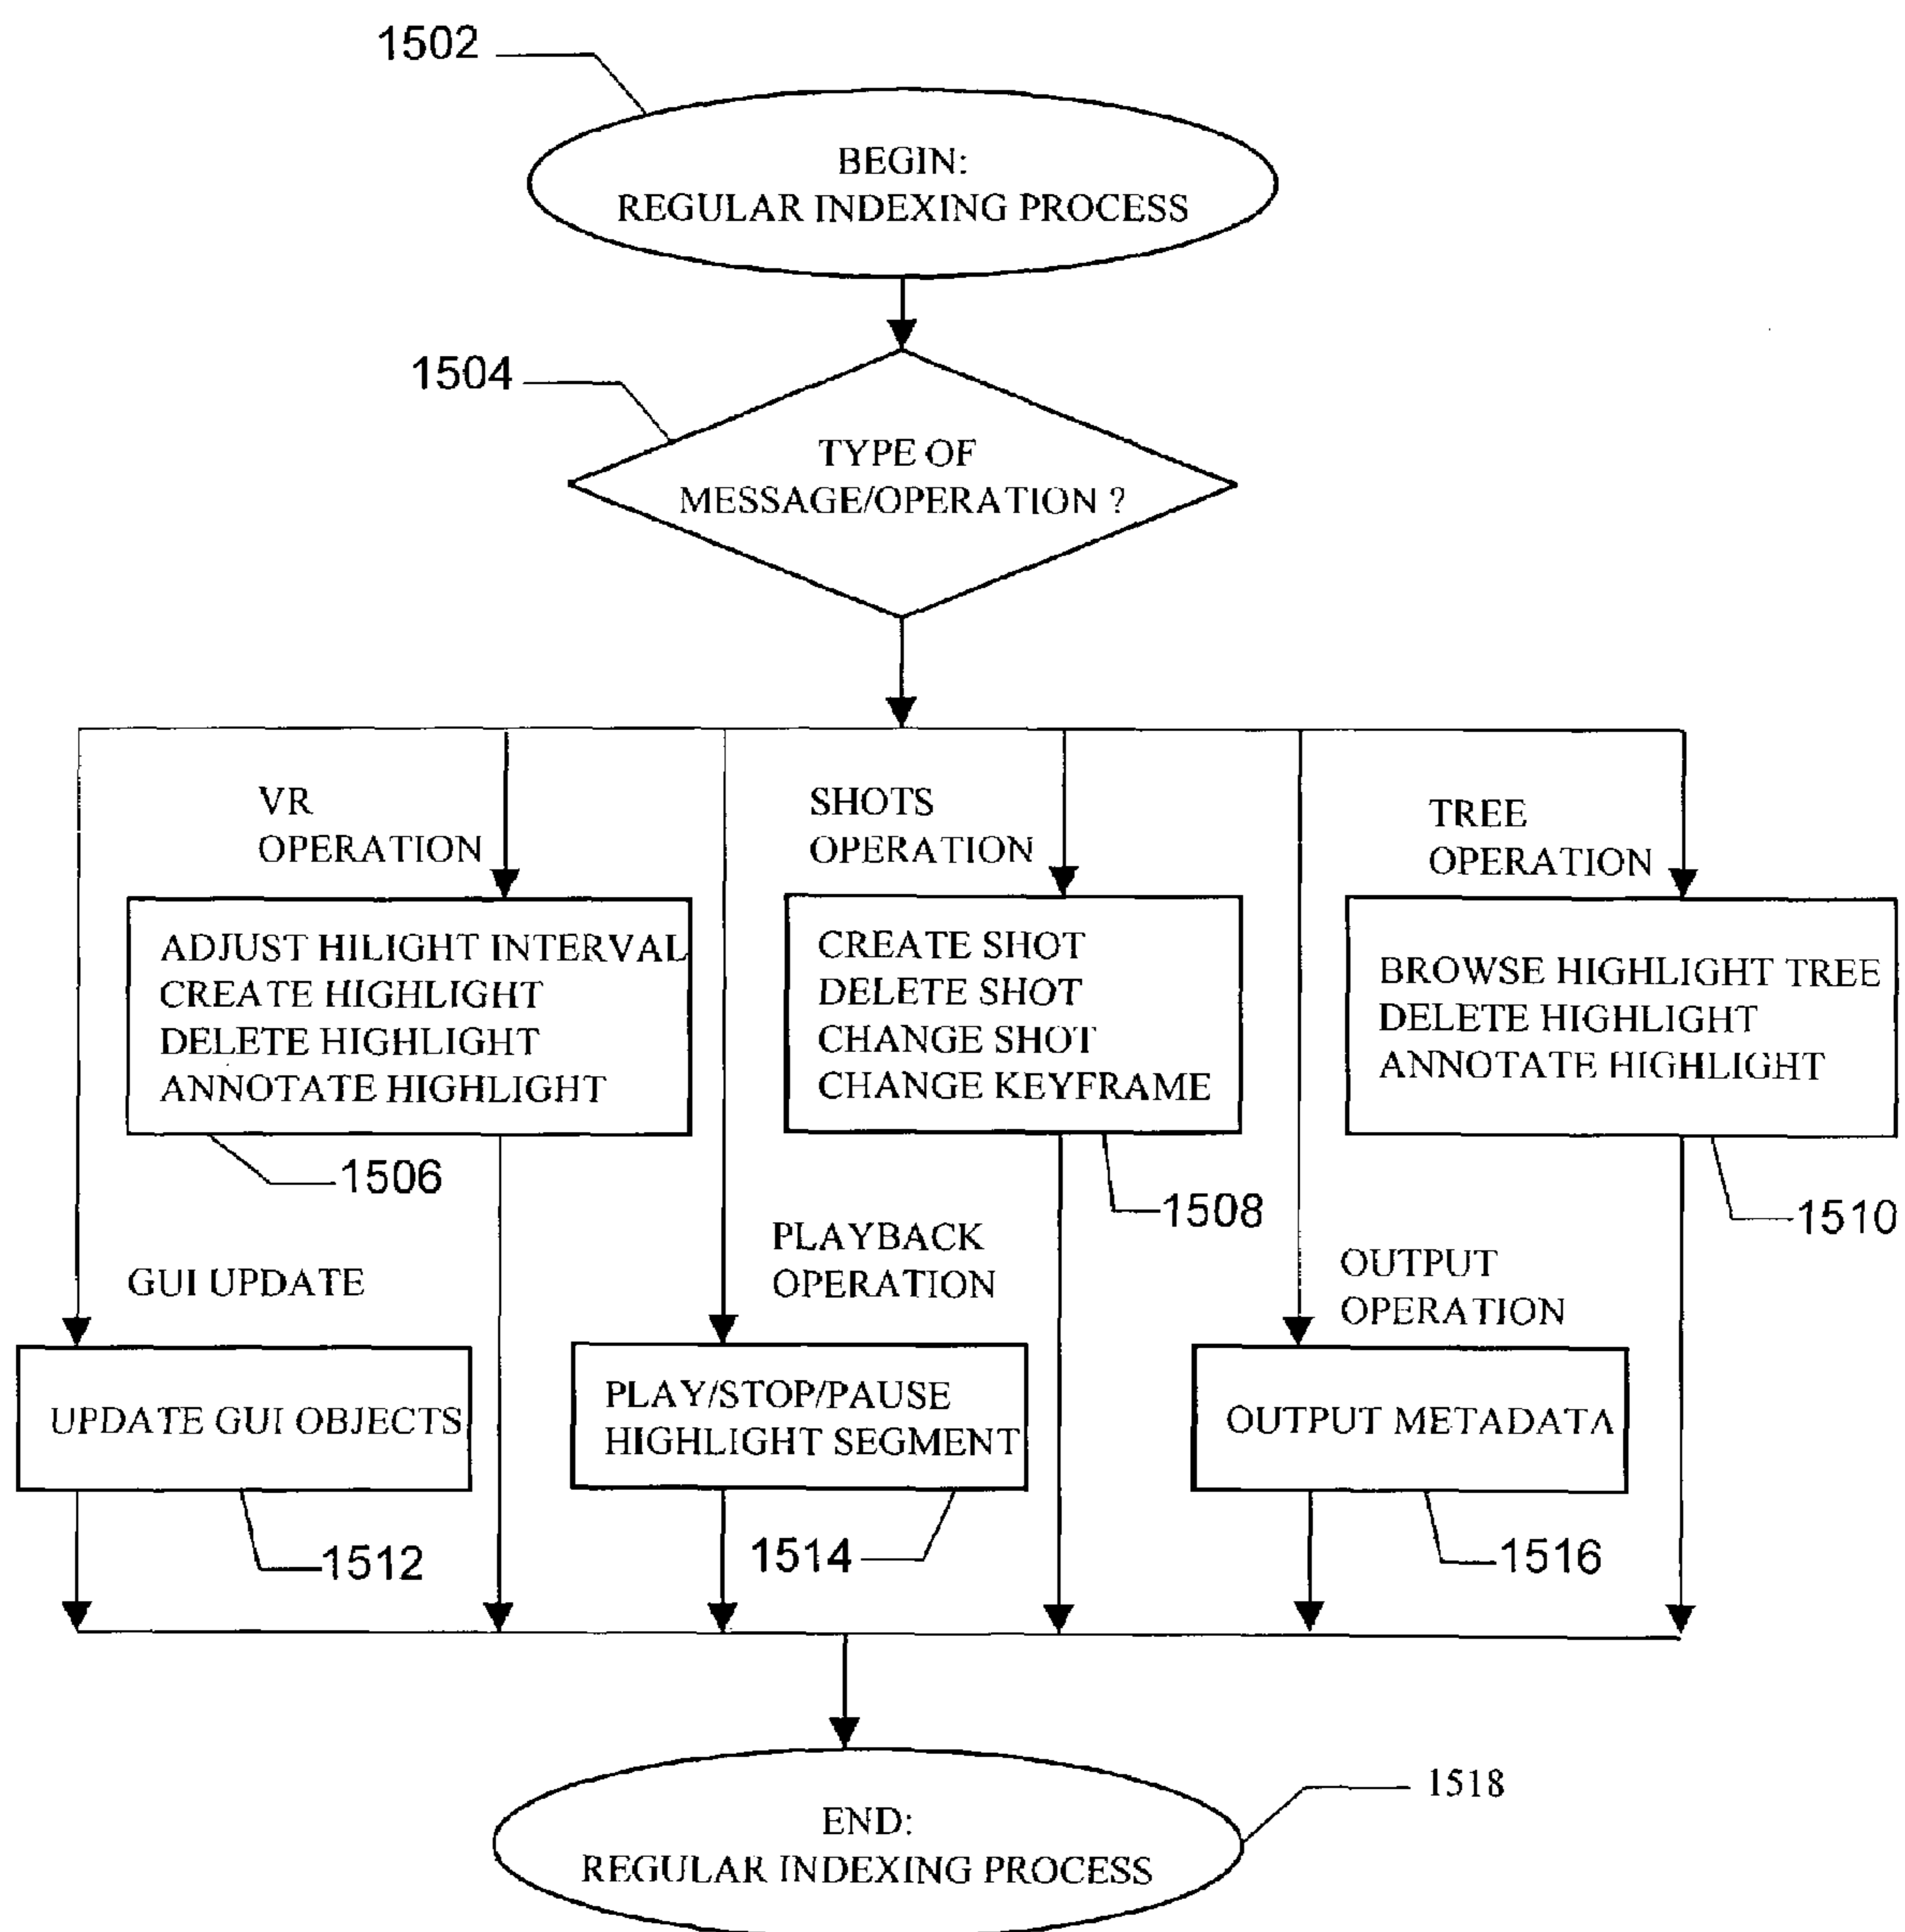 1502
BEGIN:
REGULAR INDEXING PROCESS
1504
TYPE OF
MESSAGE/OPERATION ?
VR
OPERATION
SHOTS
OPERATION
TREE
OPERATION
ADJUST HILIGHT INTERVAL
CREATE HIGHLIGHT
DELETE HIGHLIGHT
ANNOTATE HIGHLIGHT
1506
CREATE SHOT
DELETE SHOT
CHANGE SHOT
CHANGE KEYFRAME
1508
BROWSE HIGHLIGHT TREE
DELETE HIGHLIGHT
ANNOTATE HIGHLIGHT
1510
GUI UPDATE
PLAYBACK
OPERATION
OUTPUT
OPERATION
UPDATE GUI OBJECTS
1512
PLAY/STOP/PAUSE
HIGHLIGHT SEGMENT
1514
OUTPUT METADATA
1516
1518
END:
REGULAR INDEXING PROCESS